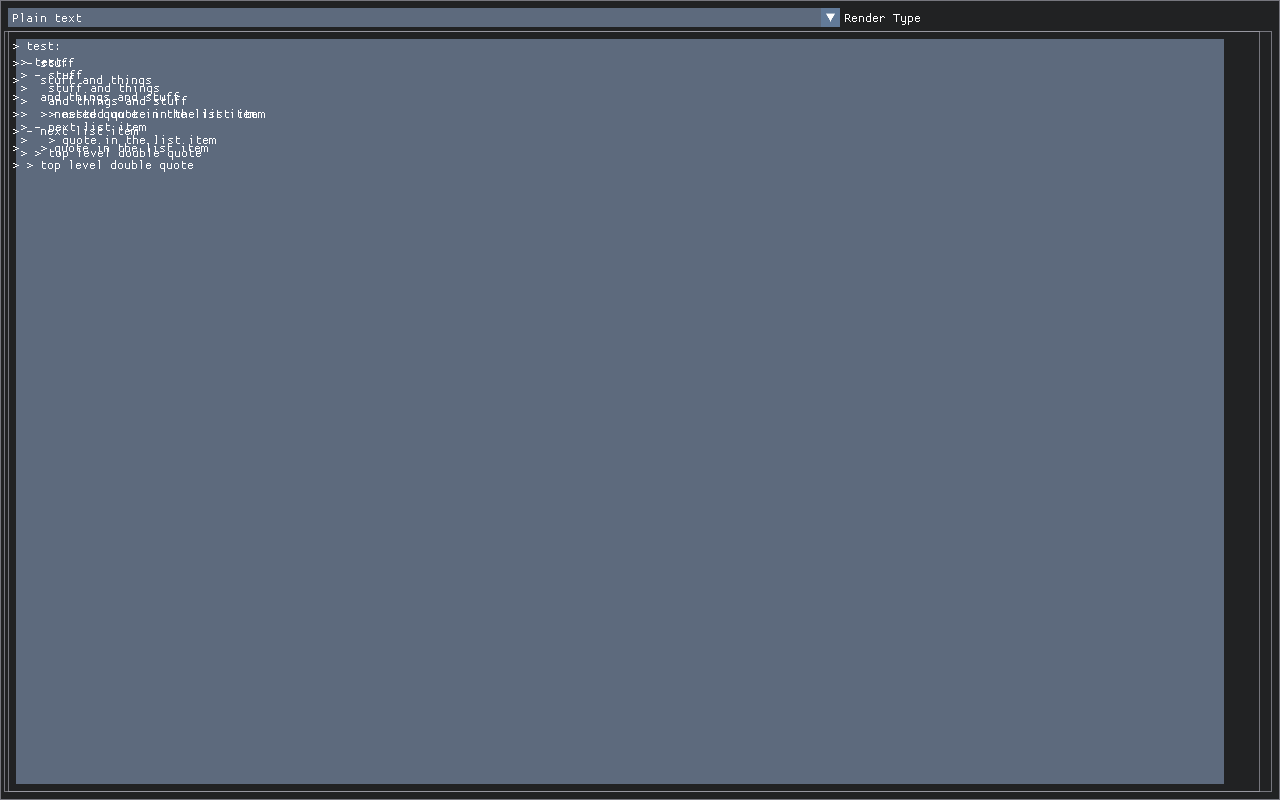 Plain text
Render Type
> test:
> - stuff
>   stuff and things
>   and things and stuff
>   > nested quote in the list item
> - next list item
>   > quote in the list item
> > top level double quote
> test:
> - stuff
>   stuff and things
>   and things and stuff
>   > nested quote in the list item
> - next list item
>   > quote in the list item
> > top level double quote